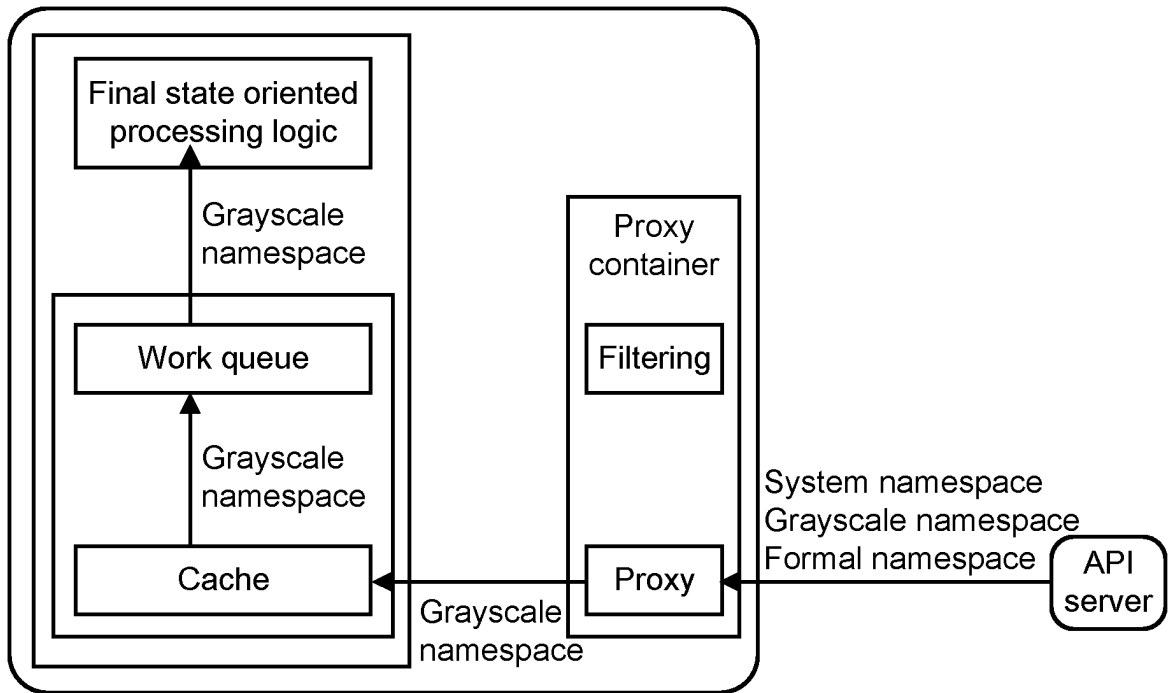 Final state oriented
processing logic
Grayscale
namespace
Proxy
container
Work queue
Filtering
Grayscale
namespace
System namespace
Grayscale namespace
Formal namespace
Cache
Proxy
API
server
Grayscale
namespace